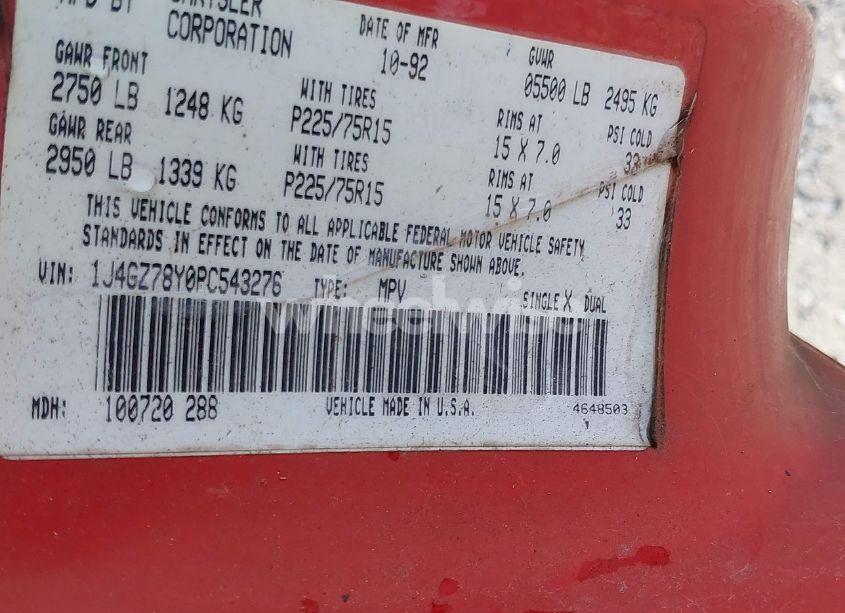 MFD BY CHRYSLER CORPORATION DATE OF MFR 10-92 GVWR 05500 LB 2495 KG
GAWR FRONT WITH TIRES RIMS AT PSI COLD
2750 LB 1248 KG P225/75R15 15 X 7.0 33
GAWR REAR WITH TIRES RIMS AT PSI COLD
2950 LB 1339 KG P225/75R15 15 X 7.0 33
THIS VEHICLE CONFORMS TO ALL APPLICABLE FEDERAL MOTOR VEHICLE SAFETY
STANDARDS IN EFFECT ON THE DATE OF MANUFACTURE SHOWN ABOVE.
VIN: 1J4GZ78Y0PC543276 TYPE: MPV SINGLE X DUAL
MDH: 100720 288 VEHICLE MADE IN U.S.A. 4648503